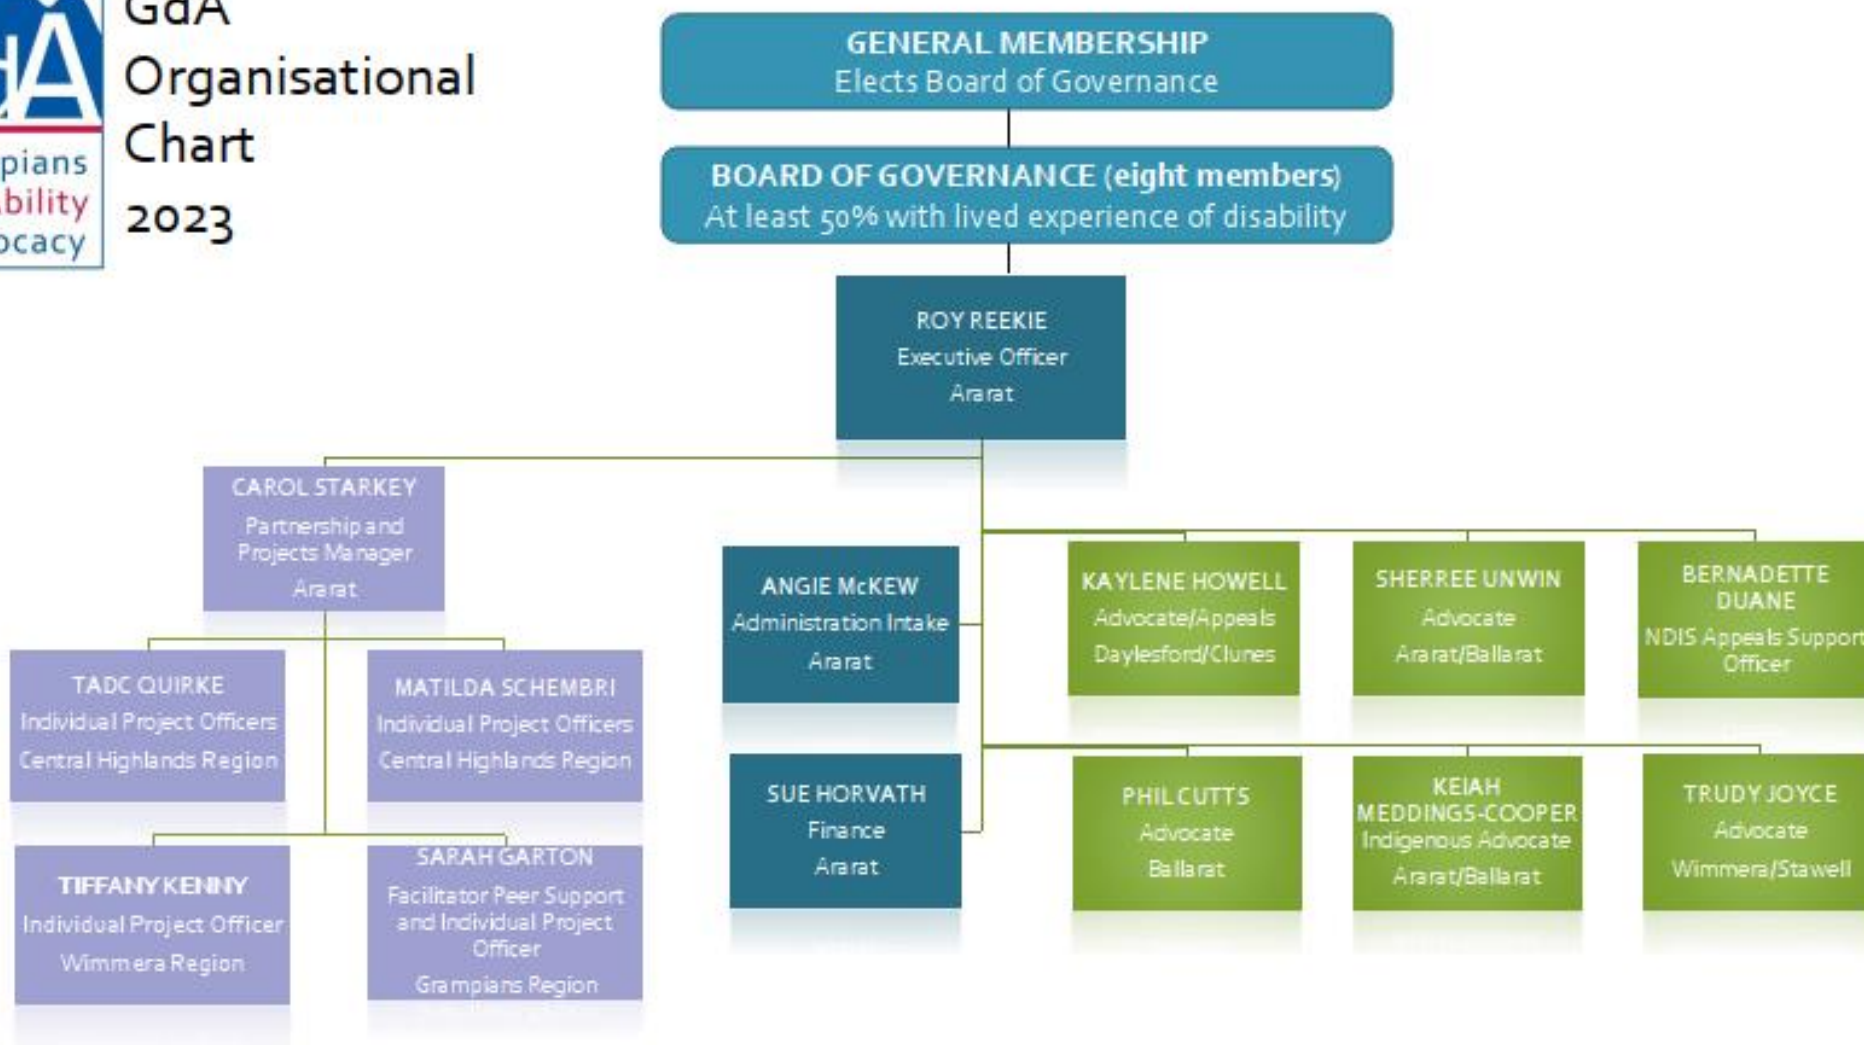 GdA
Organisational
Chart
2023
pians
bility
ocacy
GENERAL MEMBERSHIP
Elects Board of Governance
BOARD OF GOVERNANCE (eight members)
At least 50% with lived experience of disability
ROY REEKIE
Executive Officer
Ararat
CAROL STARKEY
Partnership and
Projects Manager
Ararat
TADC QUIRKE
Individual Project Officers
Central Highlands Region
MATILDA SCHEMBRI
Individual Project Officers
Central Highlands Region
TIFFANY KENNY
Individual Project Officer
Wimmera Region
SARAH GARTON
Facilitator Peer Support
and Individual Project
Officer
Grampians Region
ANGIE McKEW
Administration Intake
Ararat
SUE HORVATH
Finance
Ararat
KAYLENE HOWELL
Advocate/Appeals
Daylesford/Clunes
SHERREE UNWIN
Advocate
Ararat/Ballarat
BERNADETTE
DUANE
NDIS Appeals Support
Officer
PHIL CUTTS
Advocate
Ballarat
KEIAH
MEDDINGS-COOPER
Indigenous Advocate
Ararat/Ballarat
TRUDY JOYCE
Advocate
Wimmera/Stawell